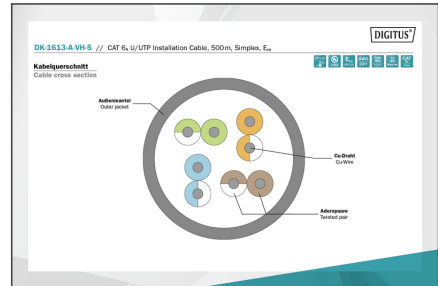 DIGITUS®
DK-1613-A-VH-5 // CAT 6A U/UTP Installation Cable, 500m, Simplex, Eca
Kabelquerschnitt
Cable cross section
Außenmantel
Outer jacket
Cu-Draht
Cu-Wire
Adernpaare
Twisted pair